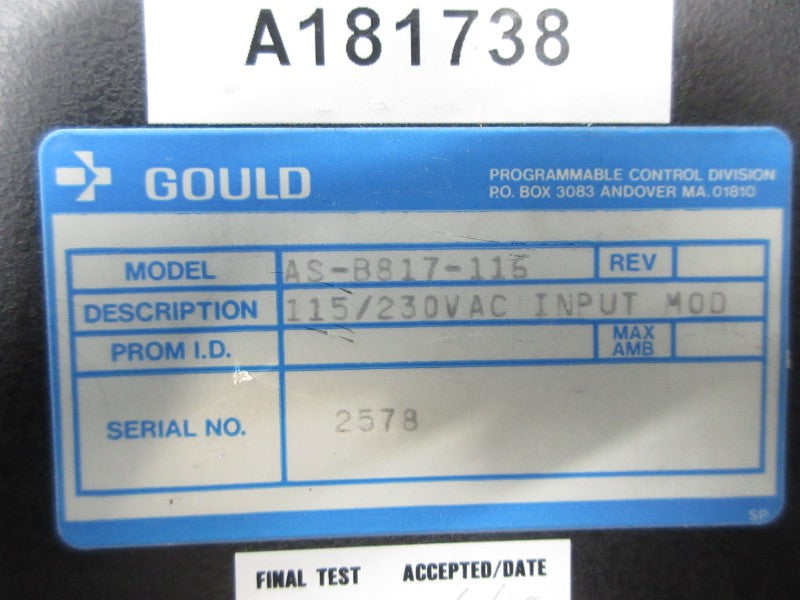 A181738
GOULD
PROGRAMMABLE CONTROL DIVISION
P.O. BOX 3083 ANDOVER MA. 01810
MODEL AS-B817-115 REV
DESCRIPTION 115/230VAC INPUT MOD
PROM I.D. MAX AMB
SERIAL NO. 2578
SP
FINAL TEST ACCEPTED/DATE